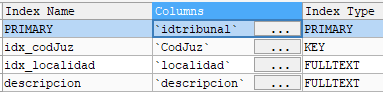 Index Name Columns Index Type
PRIMARY `idtribunal` ... PRIMARY
idx_codJuz `CodJuz` ... KEY
idx_localidad `localidad` ... FULLTEXT
descripcion `descripcion` ... FULLTEXT